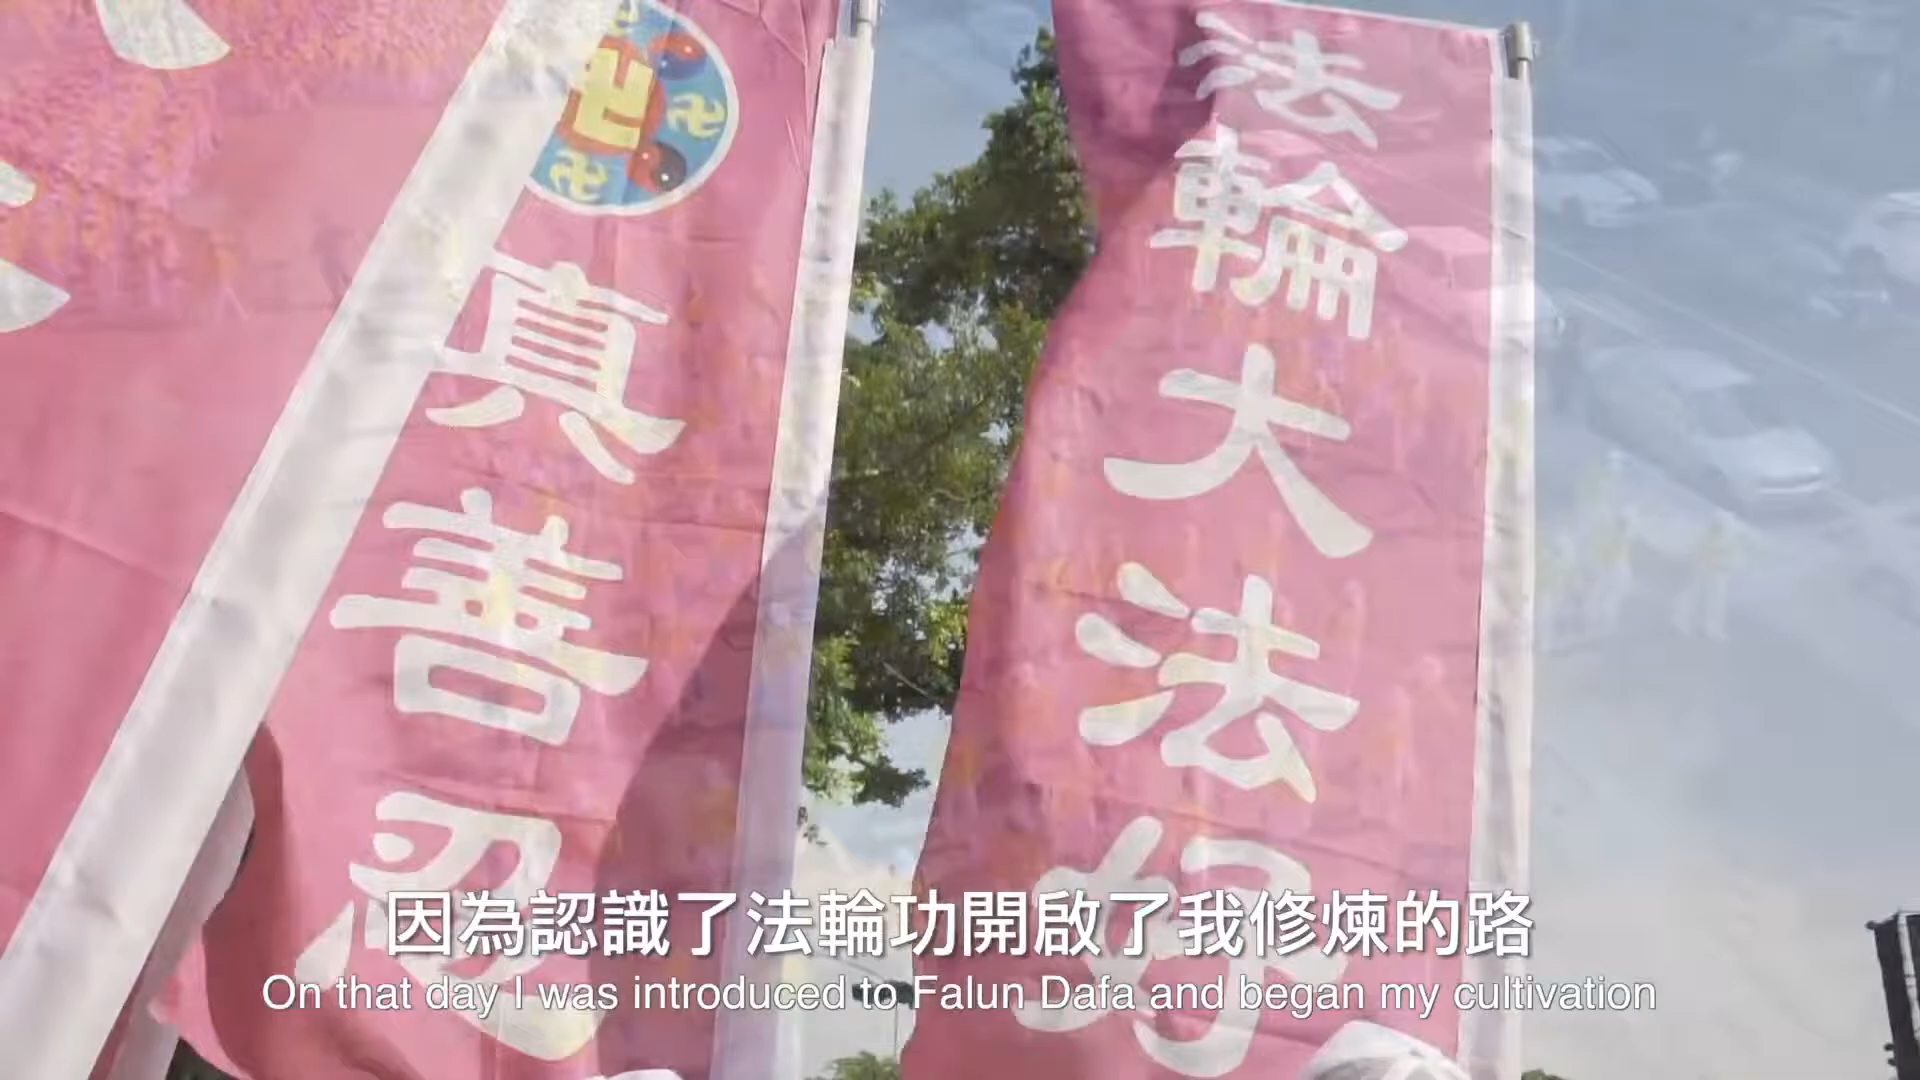 真善忍
法輪大法好
因為認識了法輪功開啟了我修煉的路
On that day I was introduced to Falun Dafa and began my cultivation